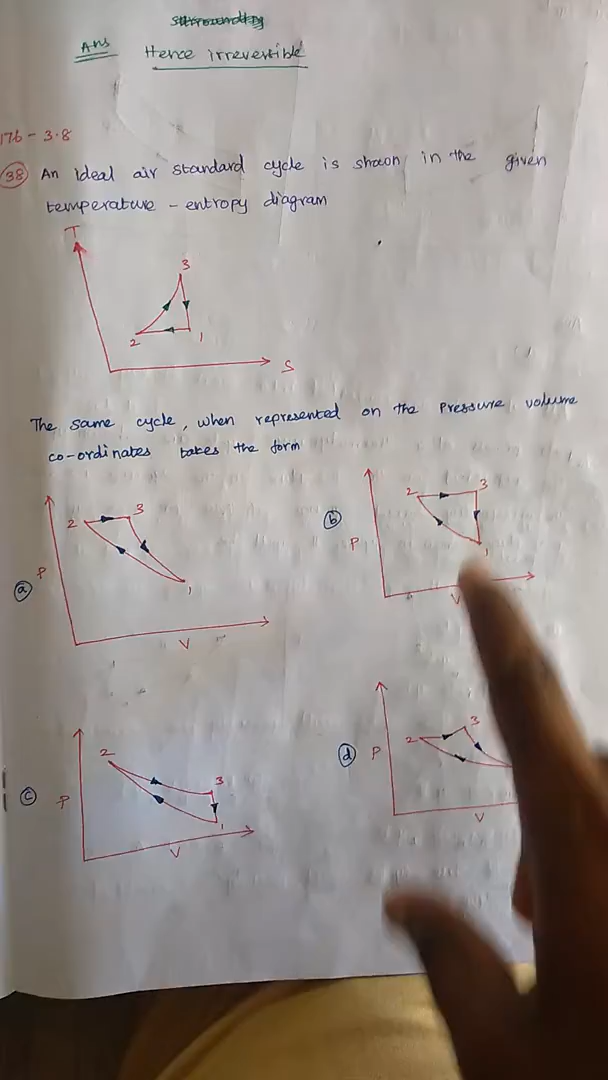 Ans Hence irrevertible
176 - 3.8
38 An ideal air standard cycle is shown in the given
temperature - entropy diagram
T
3
2
1
S
The same cycle, when represented on the Pressure volume
co-ordinates takes the form
a P 2 3 1 V
b P 2 3 1 V
c P 2 3 1 V
d P 2 3 V